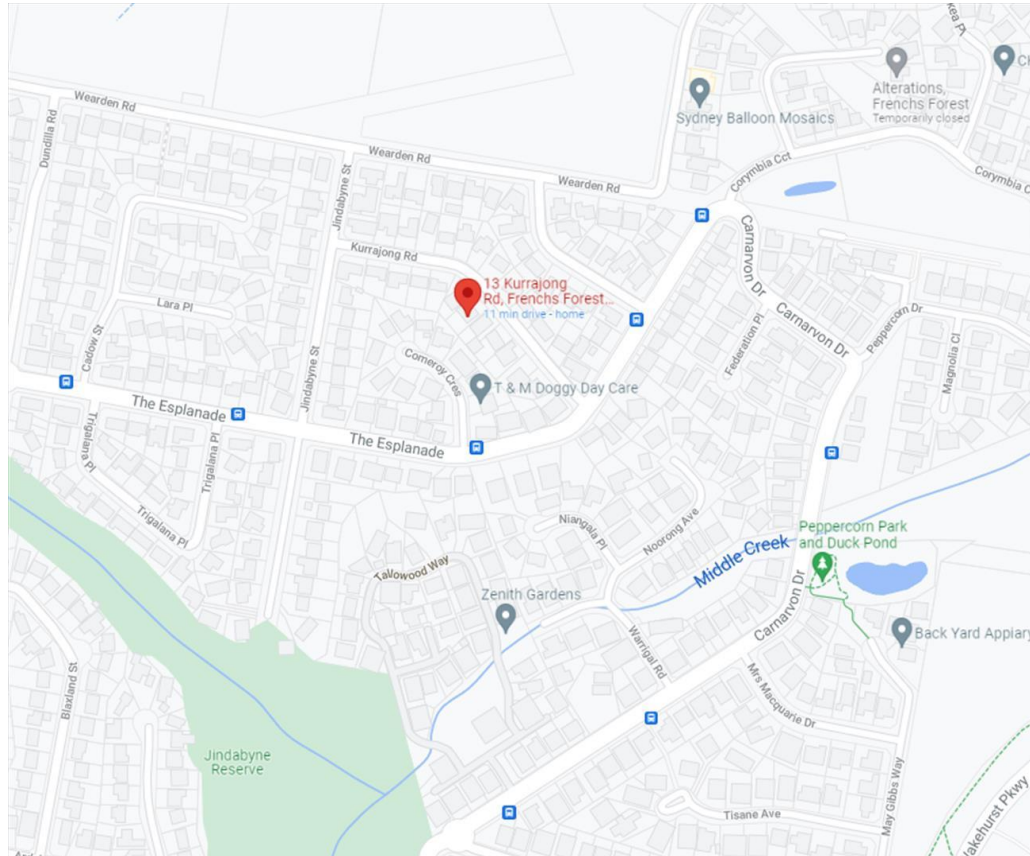 Wearden Rd
Dundilla Rd
Wearden Rd
Wearden Rd
Jindabyne St
Sydney Balloon Mosaics
Alterations,
Frenchs Forest
Temporarily closed
Corymbia Cct
Kurrajong Rd
13 Kurrajong
Rd, Frenchs Forest...
11 min drive - home
Carnarvon Dr
Carnarvon Dr
Peppercorn Dr
Lara Pl
Cadow St
Jindabyne St
Comeroy Cres
T & M Doggy Day Care
Federation Pl
Magnolia Cl
The Esplanade
The Esplanade
Trigalana Pl
Trigalana Pl
Trigalana Pl
Niangala Pl
Noorong Ave
Middle Creek
Peppercorn Park
and Duck Pond
Tallowood Way
Zenith Gardens
Carnarvon Dr
Back Yard Appiary
Warrigal Rd
Mrs Macquarie Dr
Blaxland St
Jindabyne
Reserve
Tisane Ave
May Gibbs Way